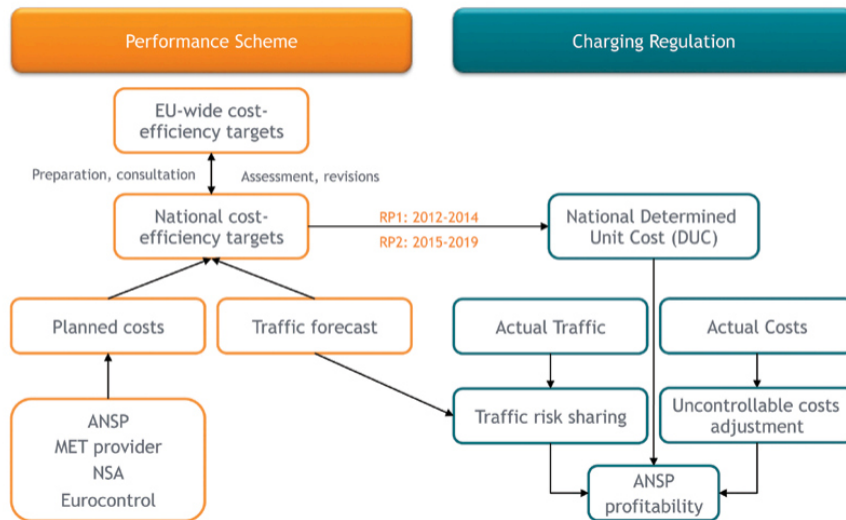 Performance Scheme
Charging Regulation
EU-wide cost-
efficiency targets
Preparation, consultation
Assessment, revisions
National cost-
efficiency targets
RP1: 2012-2014
RP2: 2015-2019
National Determined
Unit Cost (DUC)
Planned costs
Traffic forecast
Actual Traffic
Actual Costs
ANSP
MET provider
NSA
Eurocontrol
Traffic risk sharing
Uncontrollable costs
adjustment
ANSP
profitability